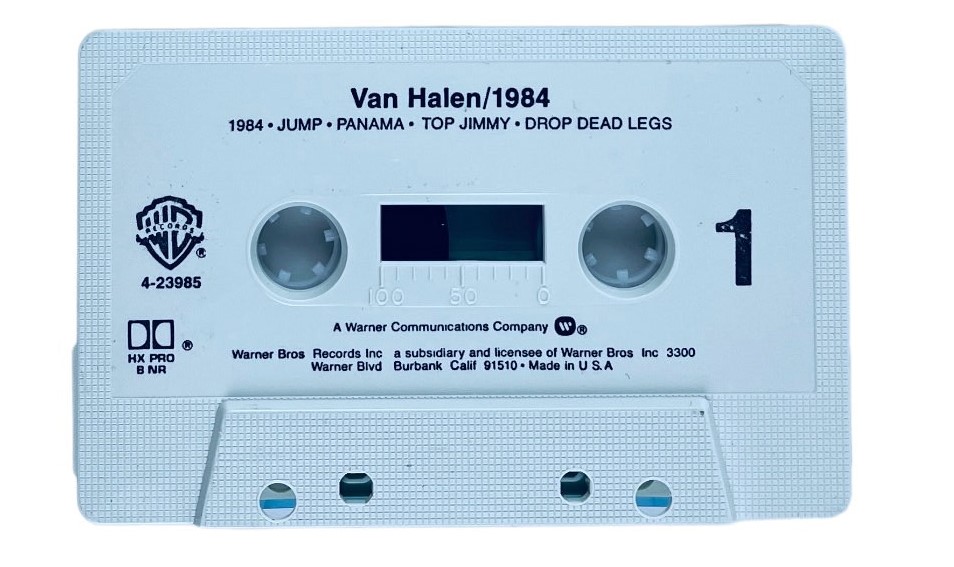 Van Halen/1984
1984 • JUMP • PANAMA • TOP JIMMY • DROP DEAD LEGS
WB
RECORDS
®
1
4-23985
100 50 0
HX PRO
B NR
®
A Warner Communications Company W ®
Warner Bros Records Inc a subsidiary and licensee of Warner Bros Inc 3300
Warner Blvd Burbank Calif 91510 • Made in U S A